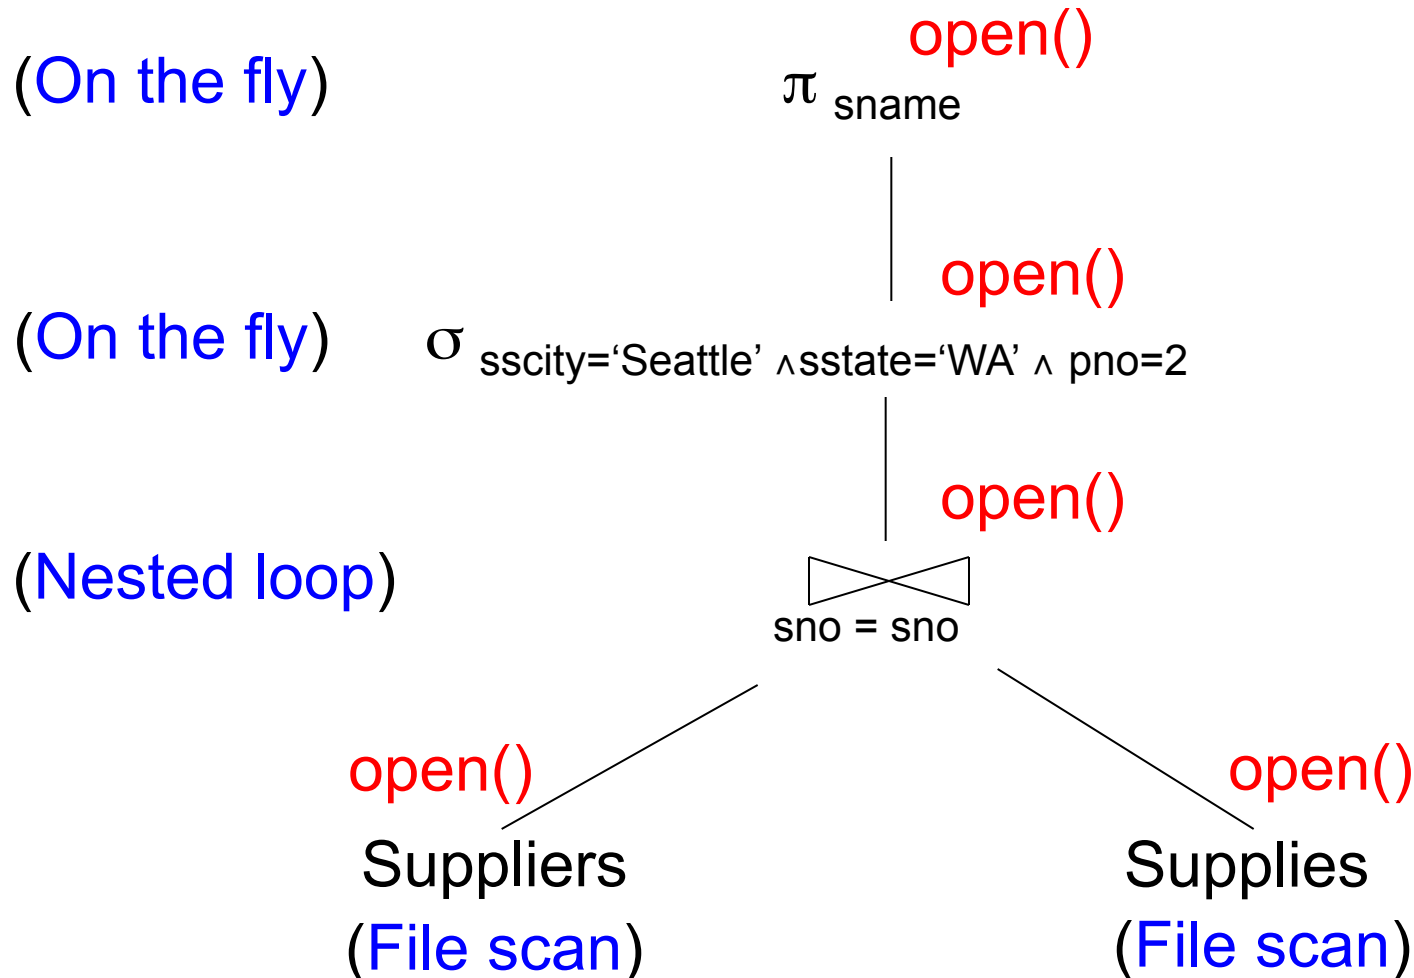 open()
(On the fly)
π sname
open()
(On the fly)
σ sscity=‘Seattle’ ∧sstate=‘WA’ ∧ pno=2
open()
(Nested loop)
sno = sno
open()
open()
Suppliers
Supplies
(File scan)
(File scan)